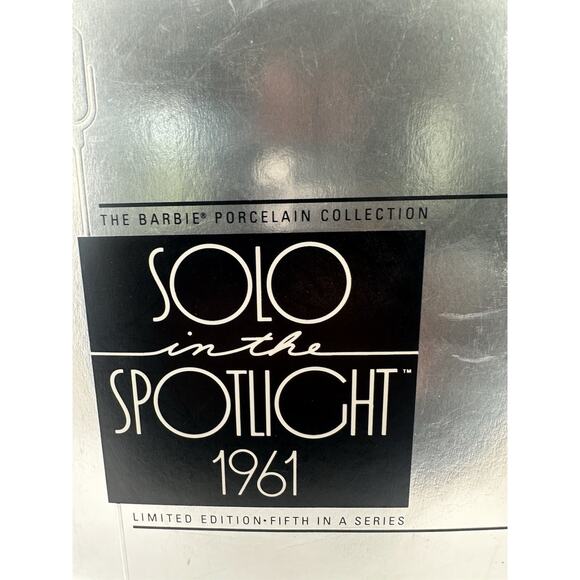 THE BARBIE® PORCELAIN COLLECTION
SOLO
in the
SPOTLIGHT™
1961
LIMITED EDITION•FIFTH IN A SERIES